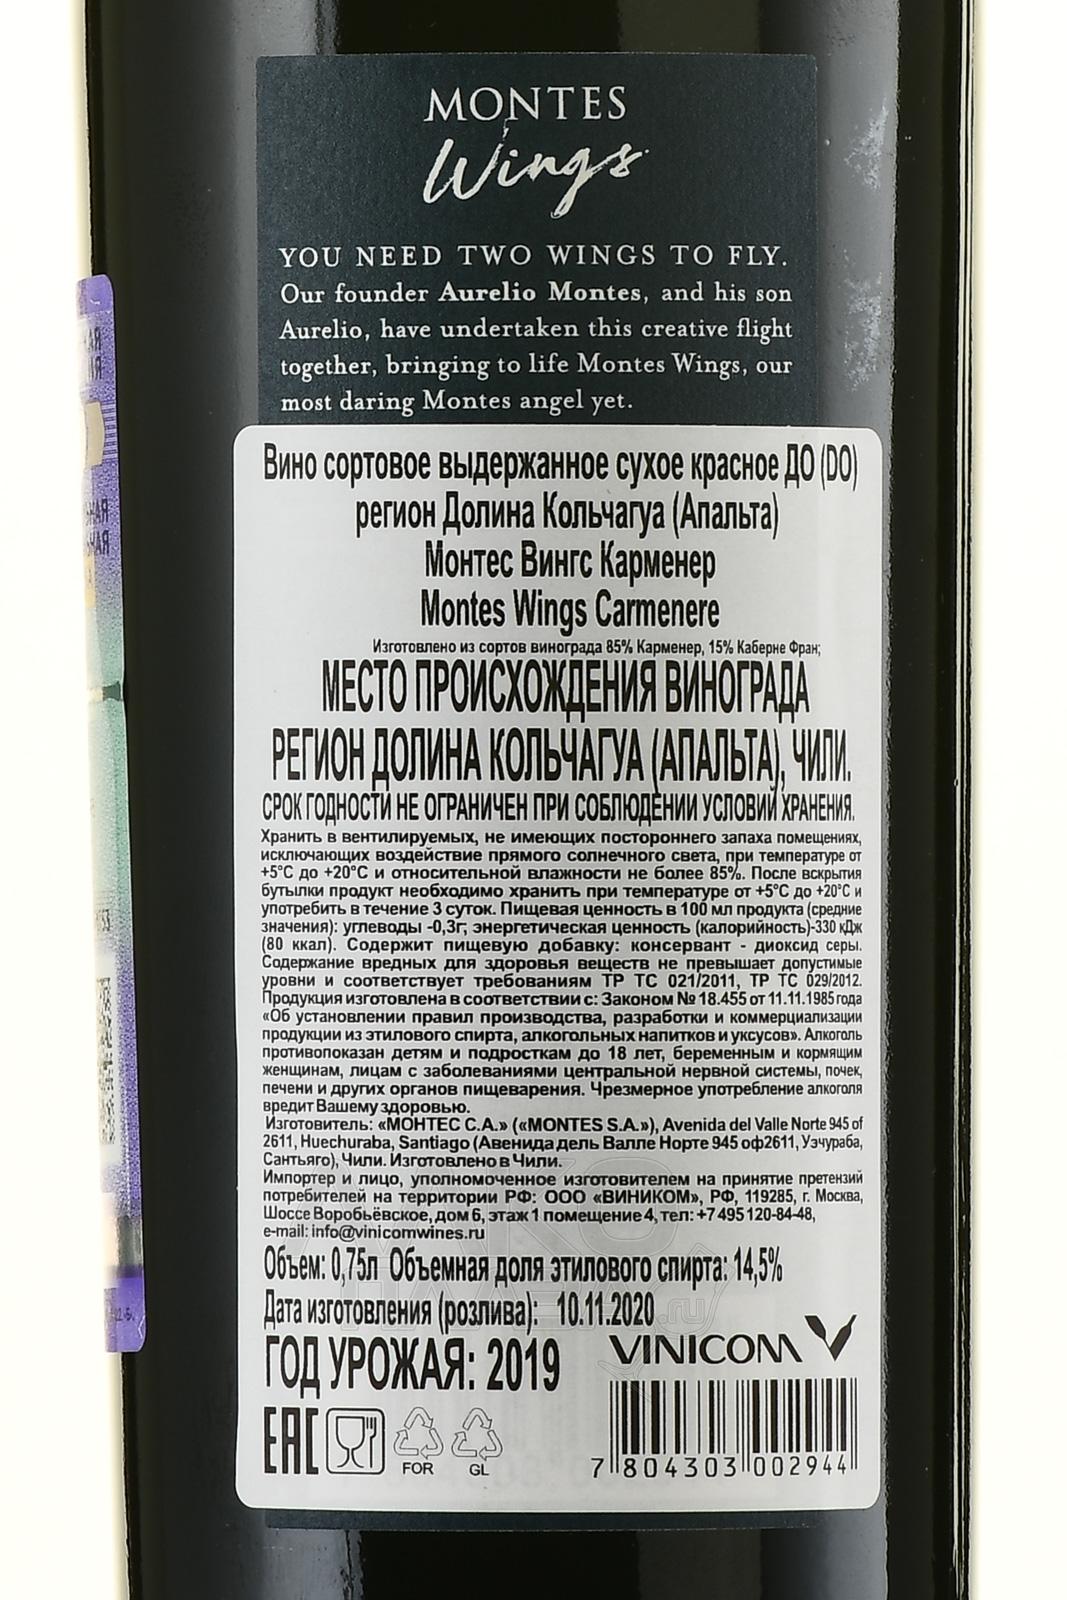 MONTES
Wings
YOU NEED TWO WINGS TO FLY.
Our founder Aurelio Montes, and his son
Aurelio, have undertaken this creative flight
together, bringing to life Montes Wings, our
most daring Montes angel yet.
Вино сортовое выдержанное сухое красное ДО (DO)
регион Долина Кольчагуа (Апальта)
Монтес Вингс Карменер
Montes Wings Carmenere
Изготовлено из сортов винограда 85% Карменер, 15% Каберне Фран;
МЕСТО ПРОИСХОЖДЕНИЯ ВИНОГРАДА
РЕГИОН ДОЛИНА КОЛЬЧАГУА (АПАЛЬТА), ЧИЛИ.
СРОК ГОДНОСТИ НЕ ОГРАНИЧЕН ПРИ СОБЛЮДЕНИИ УСЛОВИЙ ХРАНЕНИЯ.
Хранить в вентилируемых, не имеющих постороннего запаха помещениях,
исключающих воздействие прямого солнечного света, при температуре от
+5°С до +20°С и относительной влажности не более 85%. После вскрытия
бутылки продукт необходимо хранить при температуре от +5°С до +20°С и
употребить в течение 3 суток. Пищевая ценность в 100 мл продукта (средние
значения): углеводы -0,3г; энергетическая ценность (калорийность)-330 кДж
(80 ккал). Содержит пищевую добавку: консервант - диоксид серы.
Содержание вредных для здоровья веществ не превышает допустимые
уровни и соответствует требованиям ТР ТС 021/2011, ТР ТС 029/2012.
Продукция изготовлена в соответствии с: Законом № 18.455 от 11.11.1985 года
«Об установлении правил производства, разработки и коммерциализации
продукции из этилового спирта, алкогольных напитков и уксусов». Алкоголь
противопоказан детям и подросткам до 18 лет, беременным и кормящим
женщинам, лицам с заболеваниями центральной нервной системы, почек,
печени и других органов пищеварения. Чрезмерное употребление алкоголя
вредит Вашему здоровью.
Изготовитель: «МОНТЕС С.А.» («MONTES S.A.»), Avenida del Valle Norte 945 of
2611, Huechuraba, Santiago (Авенида дель Валле Норте 945 оф2611, Уэчураба,
Сантьяго), Чили. Изготовлено в Чили.
Импортер и лицо, уполномоченное изготовителем на принятие претензий
потребителей на территории РФ: ООО «ВИНИКОМ», РФ, 119285, г. Москва,
Шоссе Воробьёвское, дом 6, этаж 1 помещение 4, тел: +7 495 120-84-48,
e-mail: info@vinicomwines.ru
Объем: 0,75л Объемная доля этилового спирта: 14,5%
Дата изготовления (розлива): 10.11.2020
ГОД УРОЖАЯ: 2019
VINICOM
EAC
FOR
GL
7 804303 002944